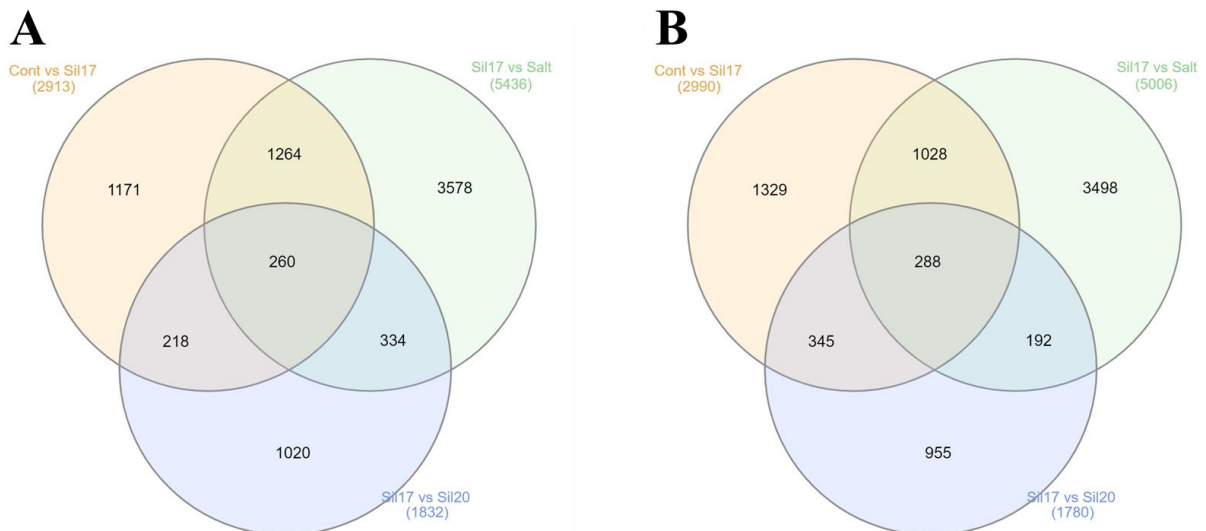 A
Cont vs Sil17
(2913)
Sil17 vs Salt
(5436)
1264
1171
3578
260
218
334
1020
Sil17 vs Sil20
(1832)
B
Cont vs Sil17
(2990)
Sil17 vs Salt
(5006)
1028
1329
3498
288
345
192
955
Sil17 vs Sil20
(1780)